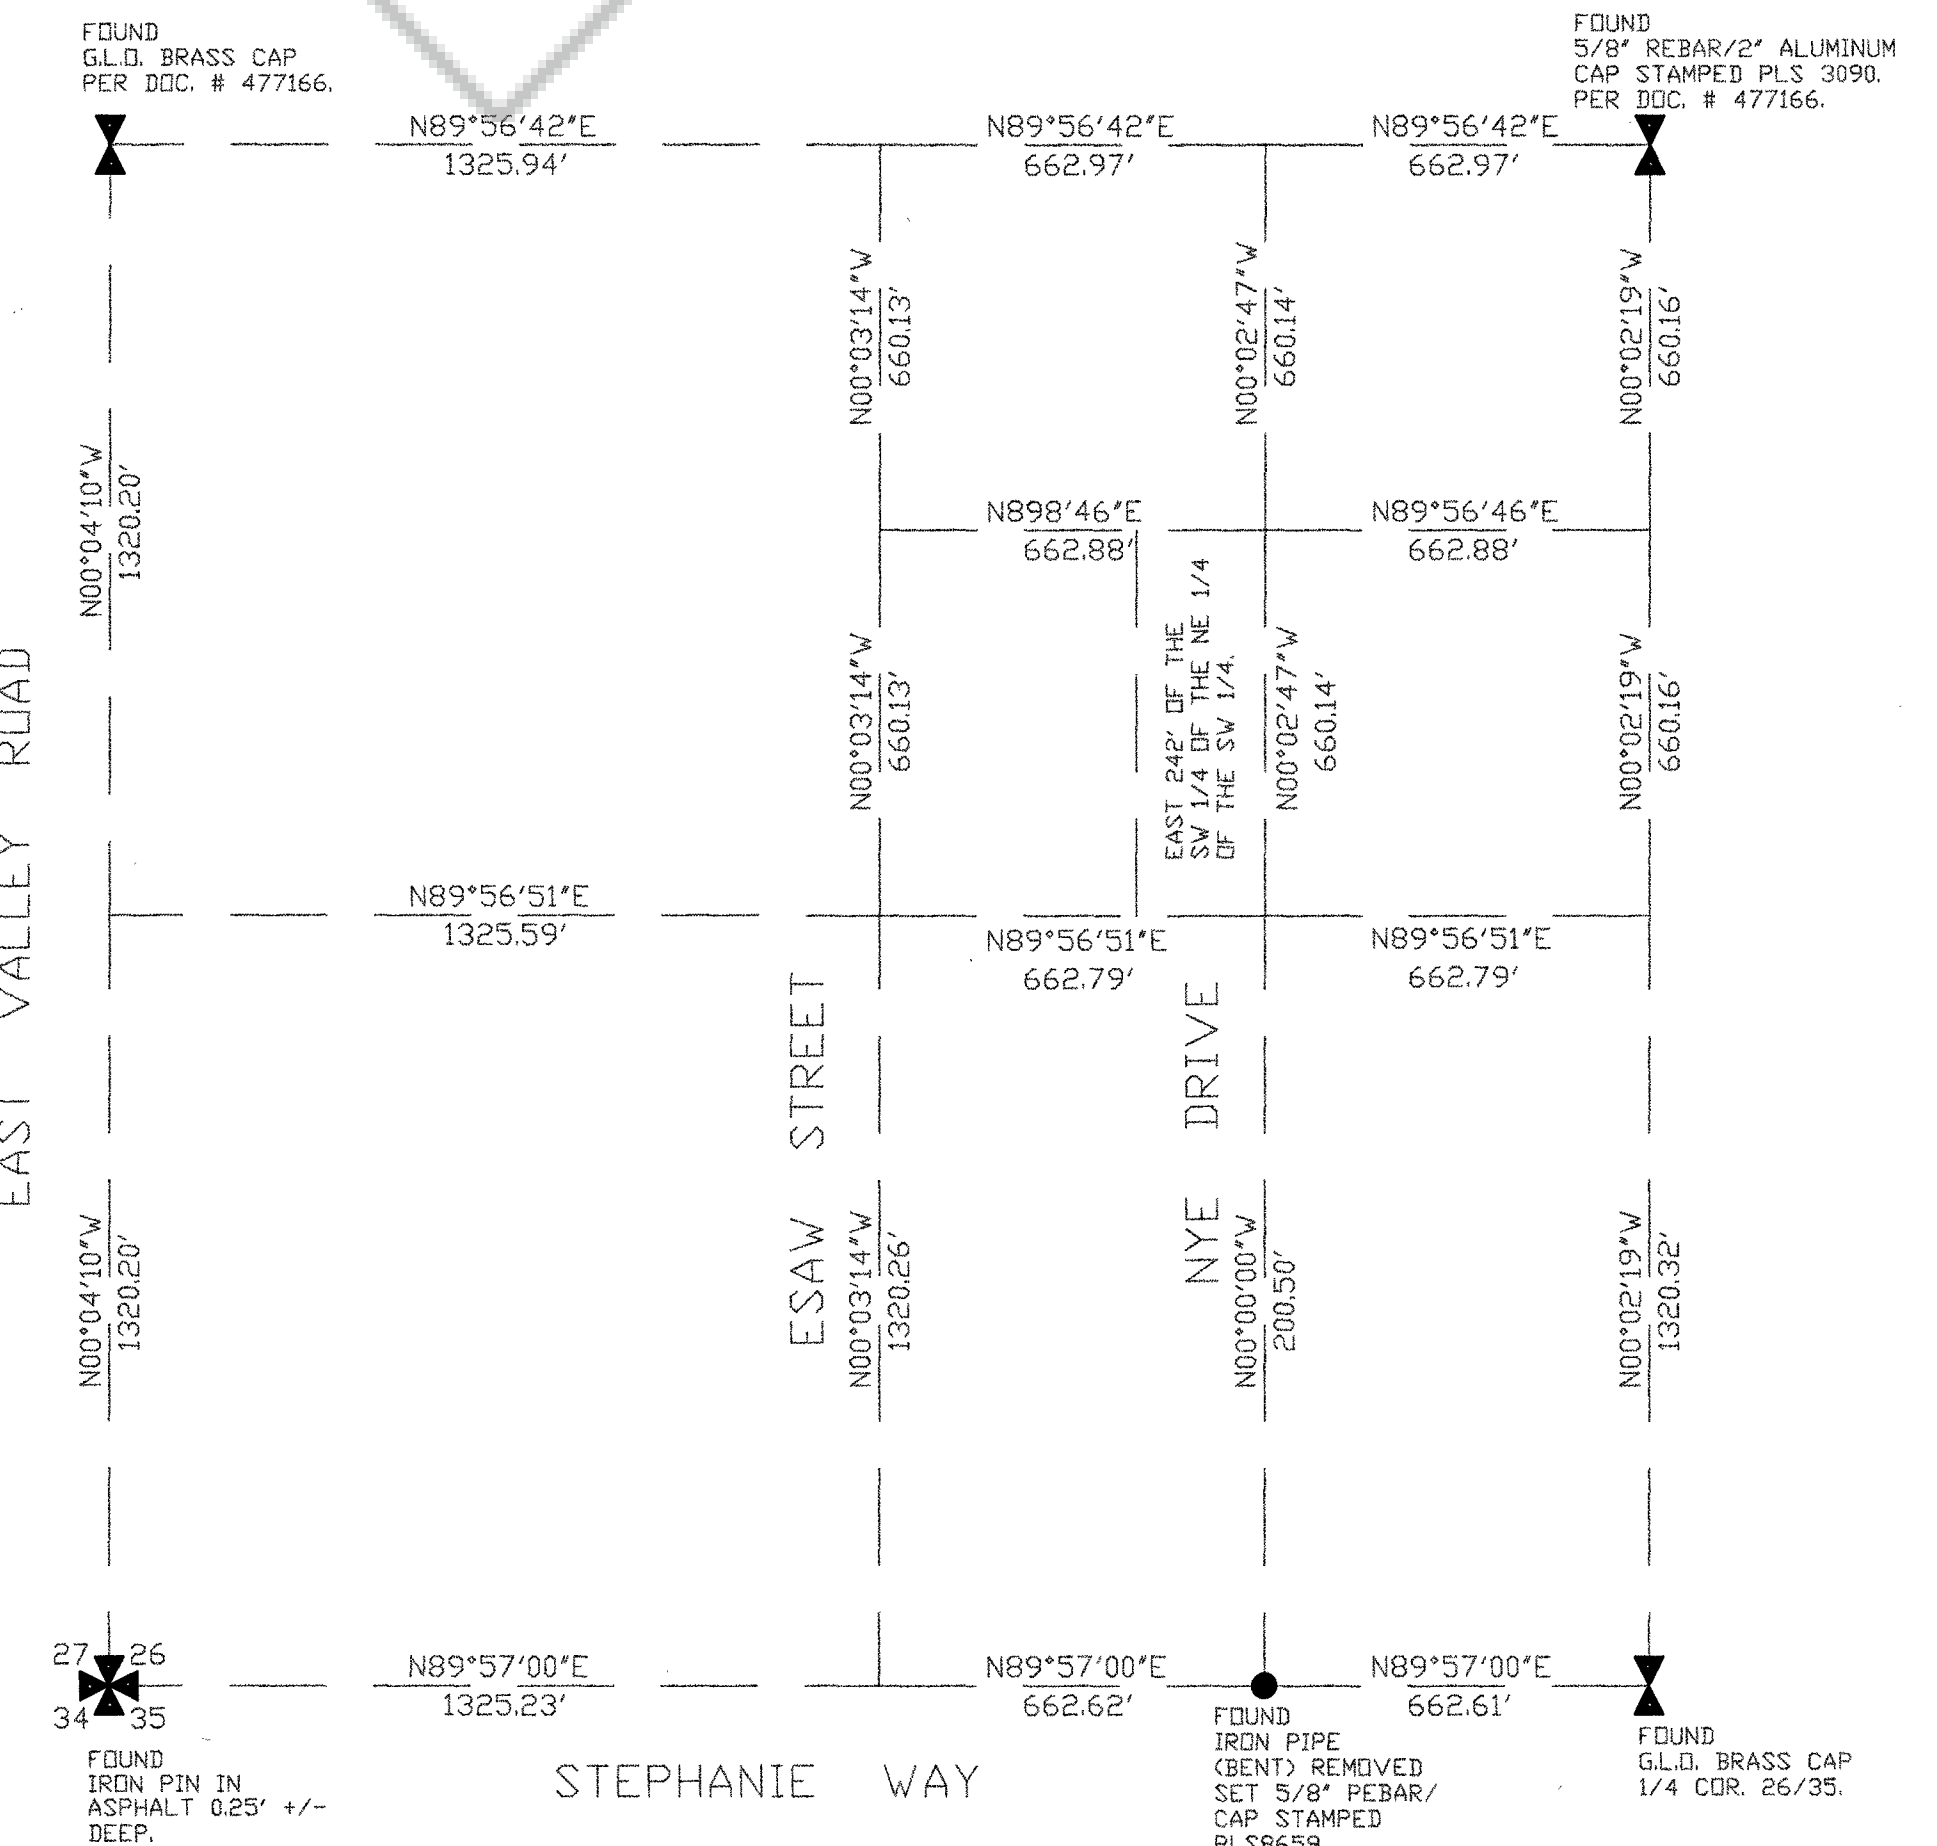 FOUND
G.L.O. BRASS CAP
PER DOC. # 477166.
FOUND
5/8" REBAR/2" ALUMINUM
CAP STAMPED PLS 3090.
PER DOC. # 477166.
N89°56'42"E
1325.94'
N89°56'42"E
662.97'
N89°56'42"E
662.97'
N00°04'10"W
1320.20'
N00°03'14"W
660.13'
N00°02'47"W
660.14'
N00°02'19"W
660.16'
N898'46"E
662.88'
N89°56'46"E
662.88'
EAST VALLEY ROAD
N00°03'14"W
660.13'
EAST 242' OF THE
SW 1/4 OF THE NE 1/4
OF THE SW 1/4.
N00°02'47"W
660.14'
N00°02'19"W
660.16'
N89°56'51"E
1325.59'
N89°56'51"E
662.79'
N89°56'51"E
662.79'
ESAW STREET
NYE DRIVE
N00°04'10"W
1320.20'
N00°03'14"W
1320.26'
N00°00'00"W
200.50'
N00°02'19"W
1320.32'
27 26
34 35
N89°57'00"E
1325.23'
N89°57'00"E
662.62'
N89°57'00"E
662.61'
FOUND
IRON PIN IN
ASPHALT 0.25' +/-
DEEP.
STEPHANIE WAY
FOUND
IRON PIPE
(BENT) REMOVED
SET 5/8" PEBAR/
CAP STAMPED
PLS8659
FOUND
G.L.O. BRASS CAP
1/4 COR. 26/35.